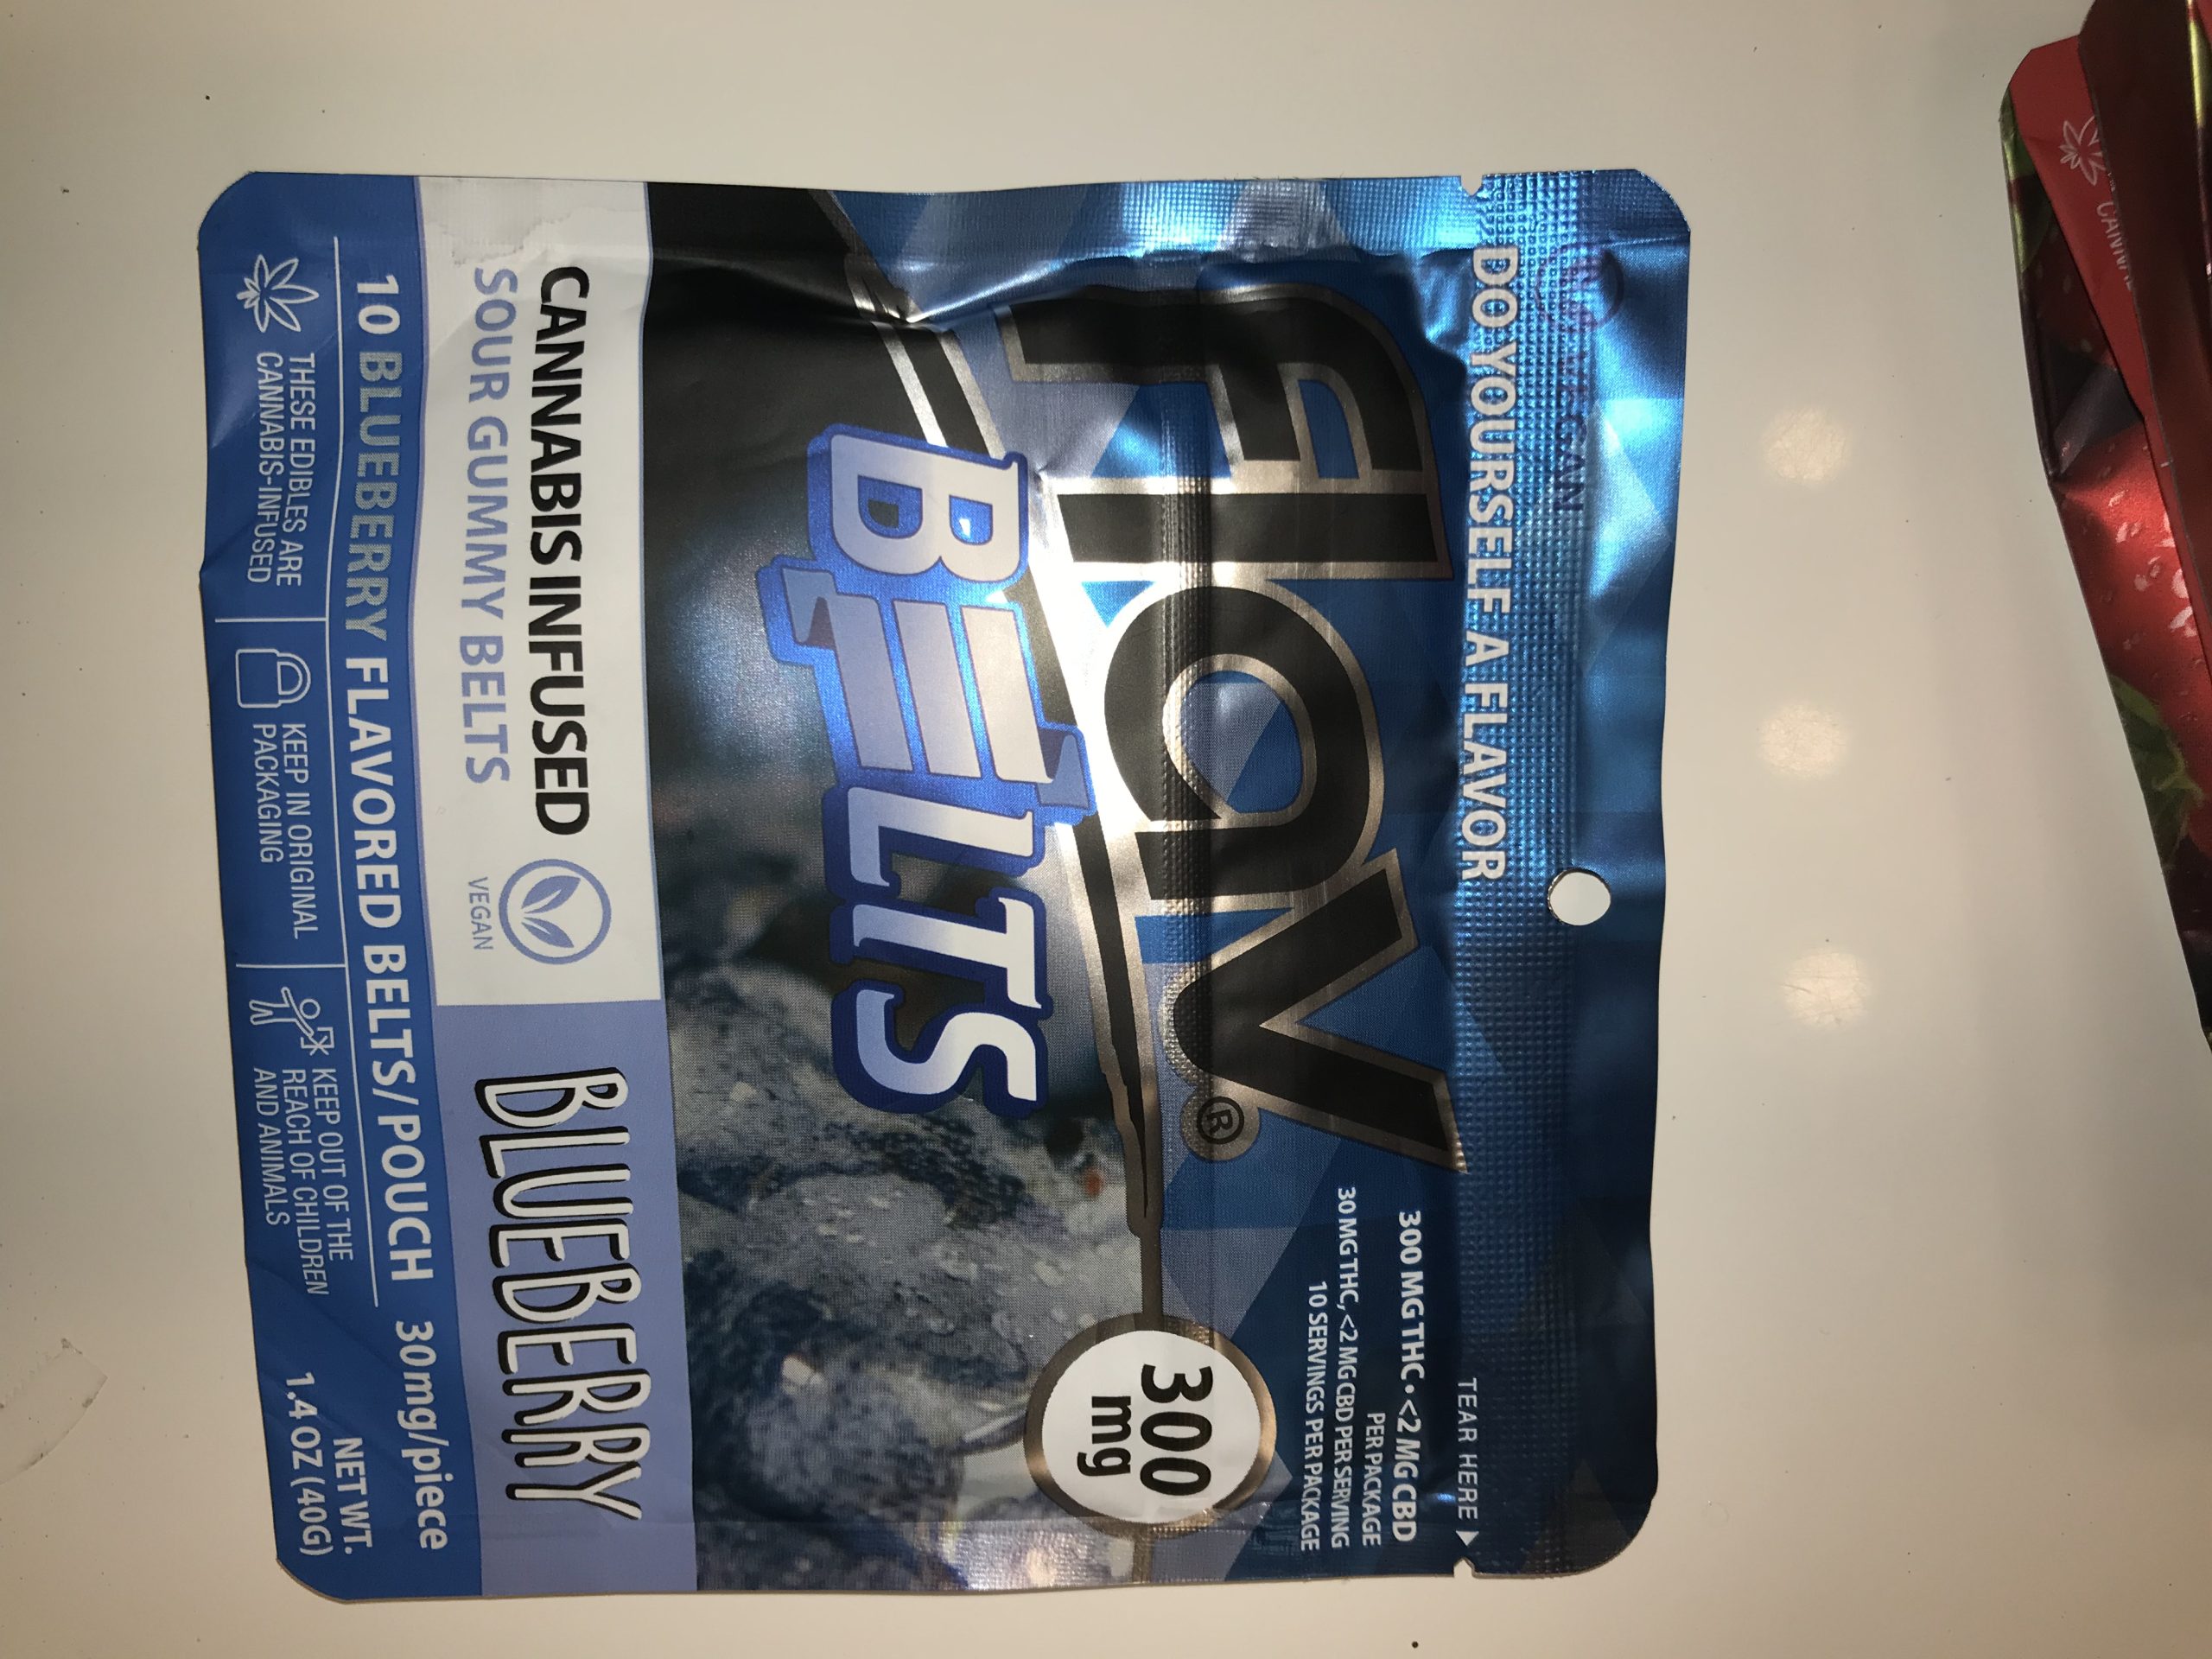 VEGAN
DO YOURSELF A FLAVOR
TEAR HERE
Flav®
300 MG THC • <2 MG CBD
PER PACKAGE
30 MG THC, <2 MG CBD PER SERVING
10 SERVINGS PER PACKAGE
BELTS
300
mg
CANNABIS INFUSED
SOUR GUMMY BELTS
VEGAN
BLUEBERRY
10 BLUEBERRY FLAVORED BELTS/POUCH 30mg/piece
THESE EDIBLES ARE
CANNABIS-INFUSED
KEEP IN ORIGINAL
PACKAGING
KEEP OUT OF THE
REACH OF CHILDREN
AND ANIMALS
NET WT.
1.4 OZ (40G)